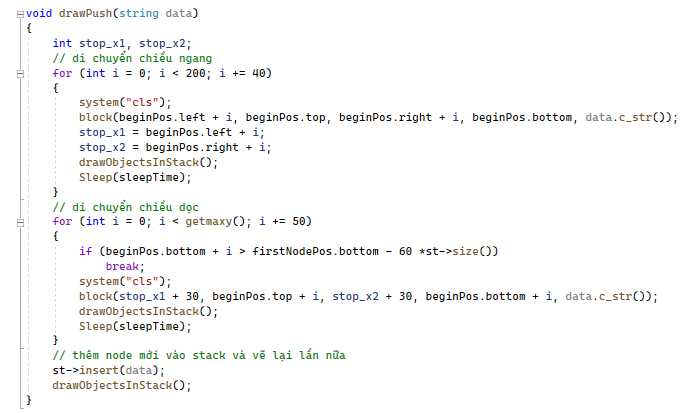 void drawPush(string data)
{
    int stop_x1, stop_x2;
    // di chuyển chiều ngang
    for (int i = 0; i < 200; i += 40)
    {
        system("cls");
        block(beginPos.left + i, beginPos.top, beginPos.right + i, beginPos.bottom, data.c_str());
        stop_x1 = beginPos.left + i;
        stop_x2 = beginPos.right + i;
        drawObjectsInStack();
        Sleep(sleepTime);
    }
    // di chuyển chiều dọc
    for (int i = 0; i < getmaxy(); i += 50)
    {
        if (beginPos.bottom + i > firstNodePos.bottom - 60 *st->size())
            break;
        system("cls");
        block(stop_x1 + 30, beginPos.top + i, stop_x2 + 30, beginPos.bottom + i, data.c_str());
        drawObjectsInStack();
        Sleep(sleepTime);
    }
    // thêm node mới vào stack và vẽ lại lần nữa
    st->insert(data);
    drawObjectsInStack();
}